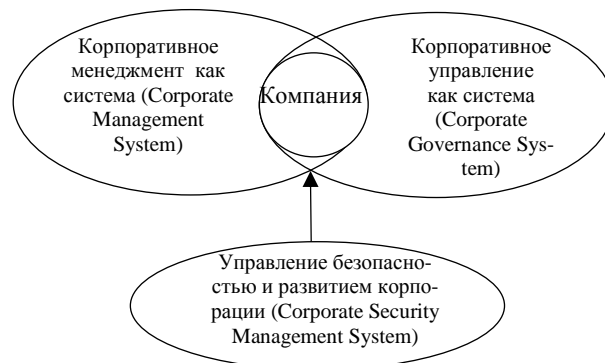 Корпоративное
менеджмент как
система (Corporate
Management
System)
Компания
Корпоративное
управление
как система
(Corporate
Governance Sys-
tem)
Управление безопасно-
стью и развитием корпо-
рации (Corporate Security
Management System)